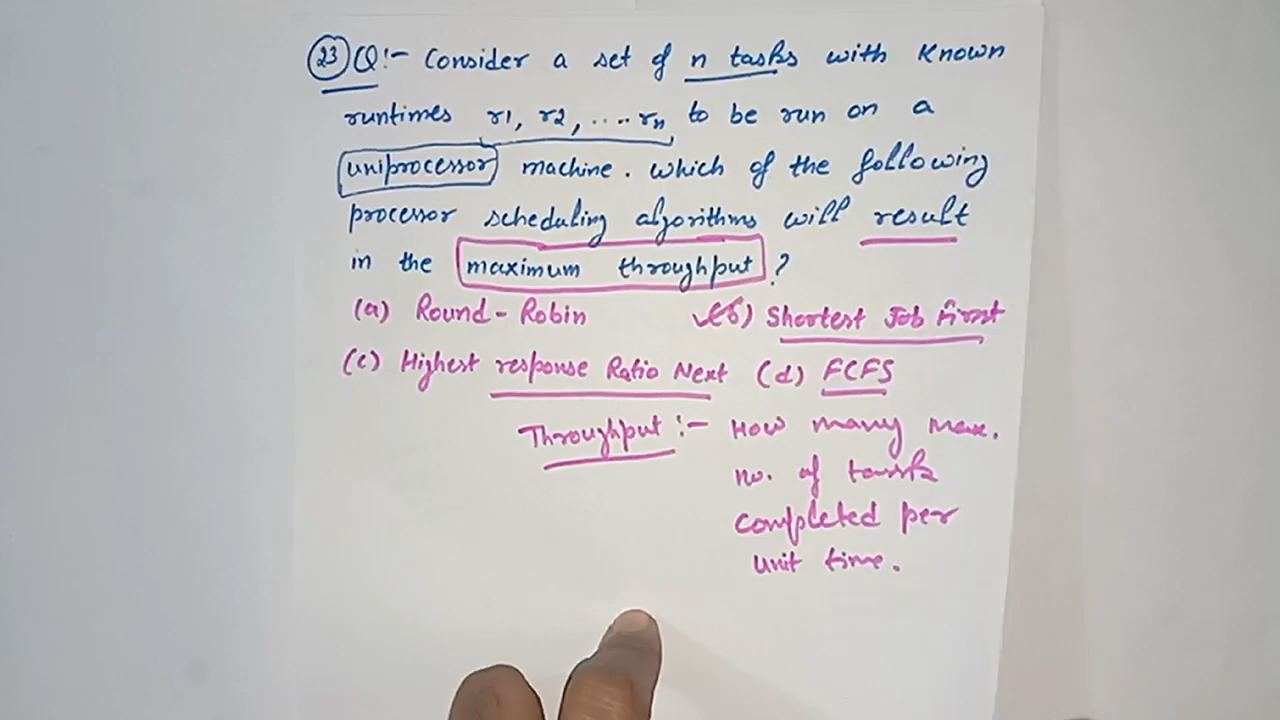 23 Q:- Consider a set of n tasks with known
runtimes r1, r2, ....rn to be run on a
uniprocessor machine. which of the following
processor scheduling algorithms will result
in the maximum throughput?
(a) Round-Robin (b) Shortest Job First
(c) Highest response Ratio Next (d) FCFS
Throughput:- How many max.
no. of tasks
completed per
unit time.